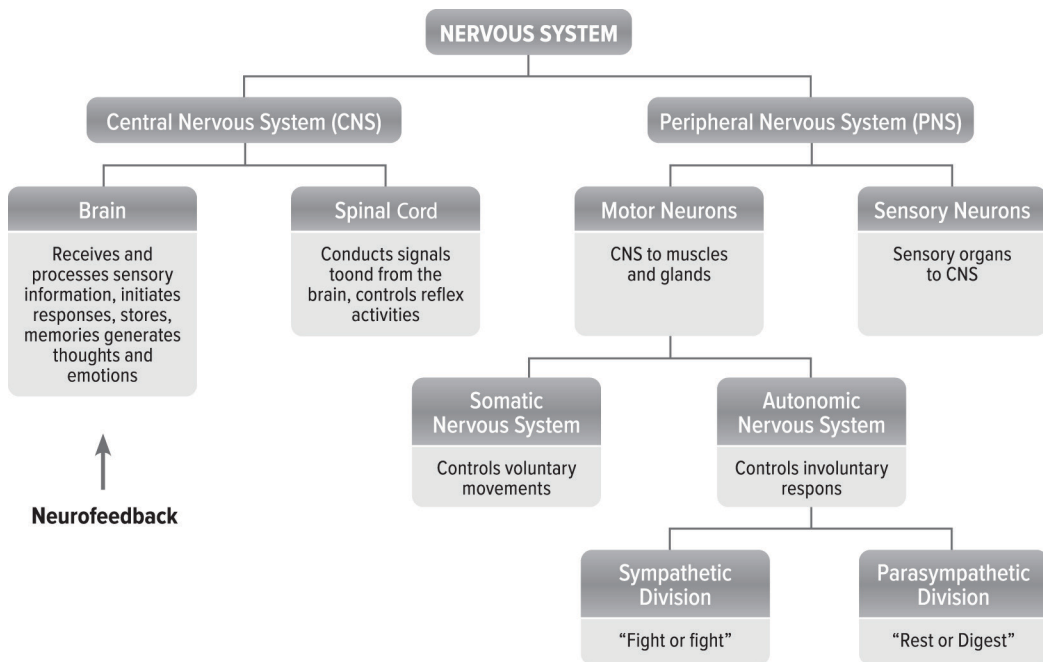 NERVOUS SYSTEM
Central Nervous System (CNS)
Peripheral Nervous System (PNS)
Brain
Receives and
processes sensory
information, initiates
responses, stores,
memories generates
thoughts and
emotions
Spinal Cord
Conducts signals
toond from the
brain, controls reflex
activities
Motor Neurons
CNS to muscles
and glands
Sensory Neurons
Sensory organs
to CNS
Somatic
Nervous System
Controls voluntary
movements
Autonomic
Nervous System
Controls involuntary
respons
Neurofeedback
Sympathetic
Division
“Fight or fight”
Parasympathetic
Division
“Rest or Digest”